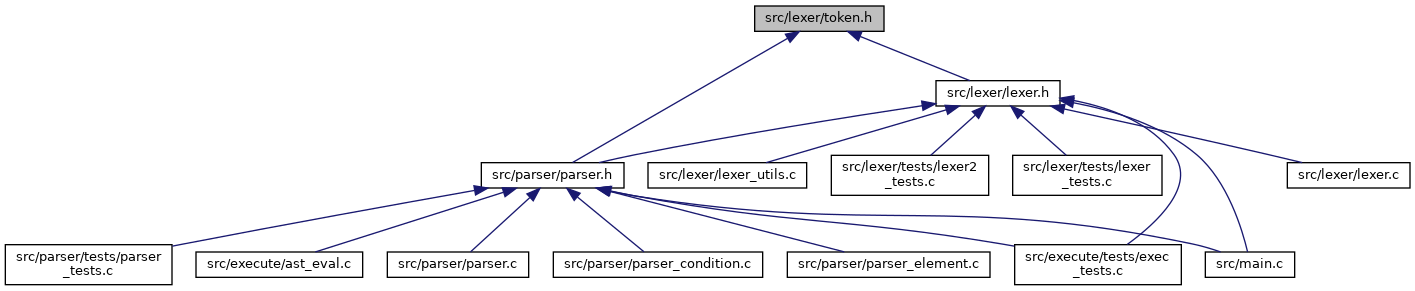 src/lexer/token.h
src/lexer/lexer.h
src/parser/parser.h
src/lexer/lexer_utils.c
src/lexer/tests/lexer2
_tests.c
src/lexer/tests/lexer
_tests.c
src/lexer/lexer.c
src/parser/tests/parser
_tests.c
src/execute/ast_eval.c
src/parser/parser.c
src/parser/parser_condition.c
src/parser/parser_element.c
src/execute/tests/exec
_tests.c
src/main.c